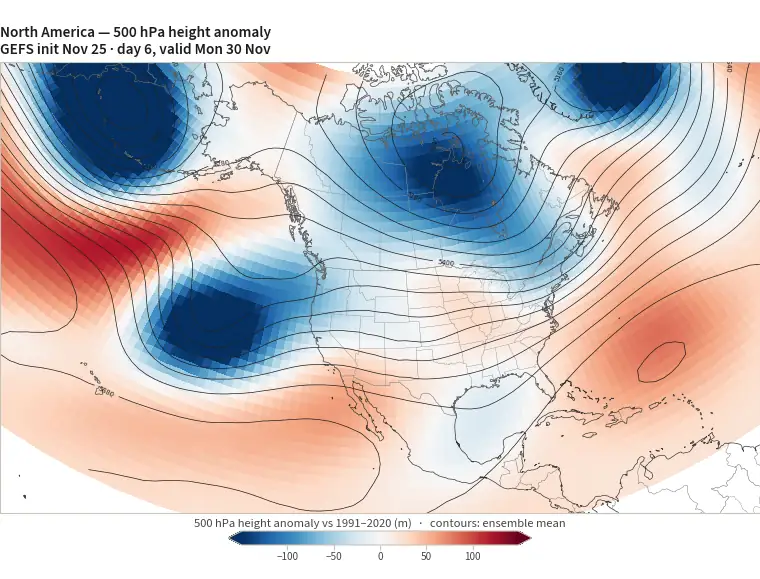 North America — 500 hPa height anomaly
GEFS init Nov 25 · day 6, valid Mon 30 Nov
5400
500 hPa height anomaly vs 1991–2020 (m) · contours: ensemble mean
−100 −50 0 50 100